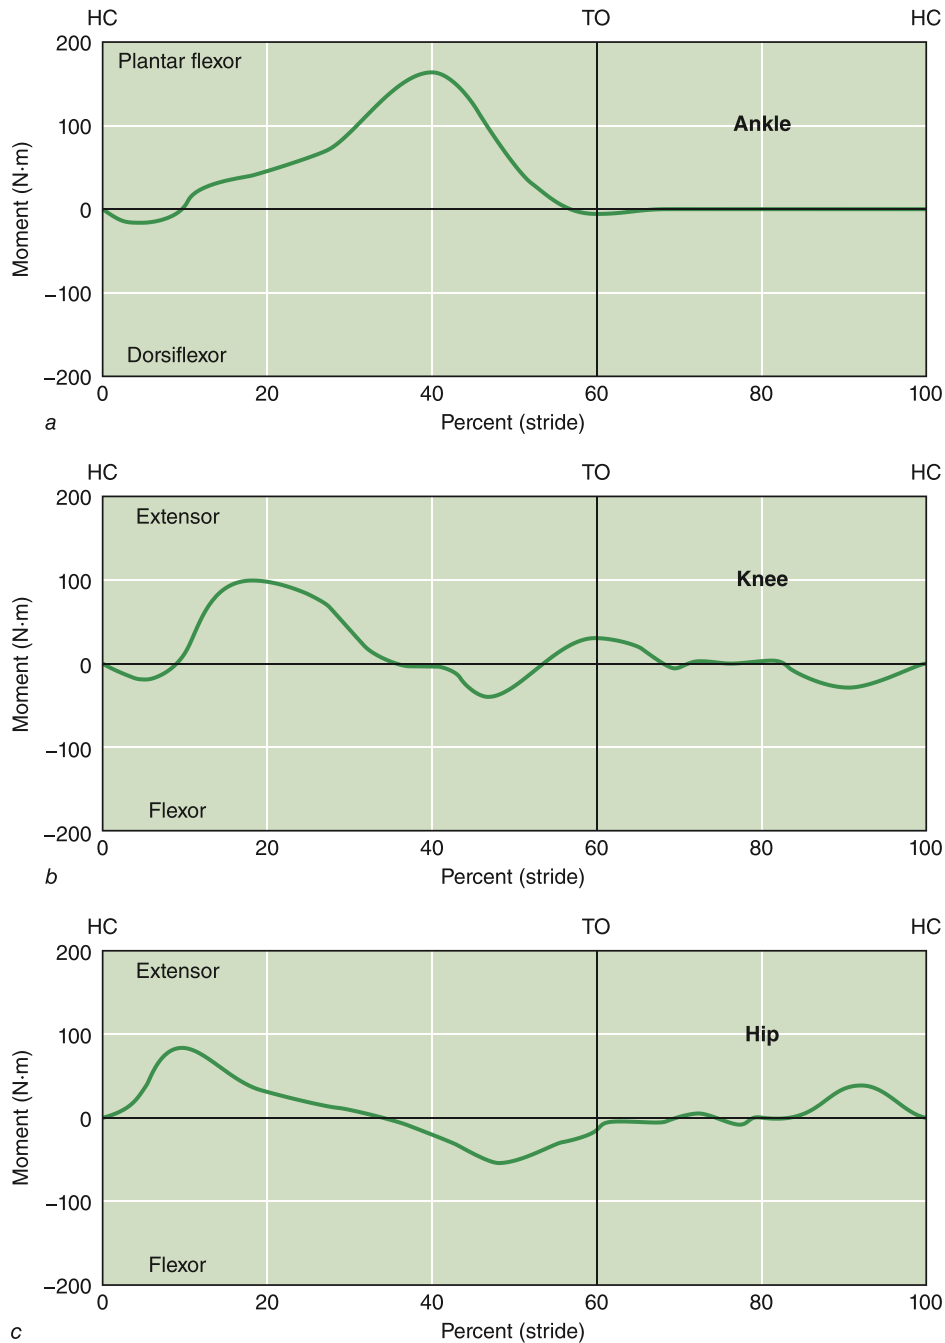 HC TO HC
200
Plantar flexor
100
Ankle
0
Moment (N·m)
−100
Dorsiflexor
−200
0 20 40 60 80 100
a
Percent (stride)
HC TO HC
200
Extensor
100
Knee
0
Moment (N·m)
−100
Flexor
−200
0 20 40 60 80 100
b
Percent (stride)
HC TO HC
200
Extensor
100
Hip
0
Moment (N·m)
−100
Flexor
−200
0 20 40 60 80 100
c
Percent (stride)